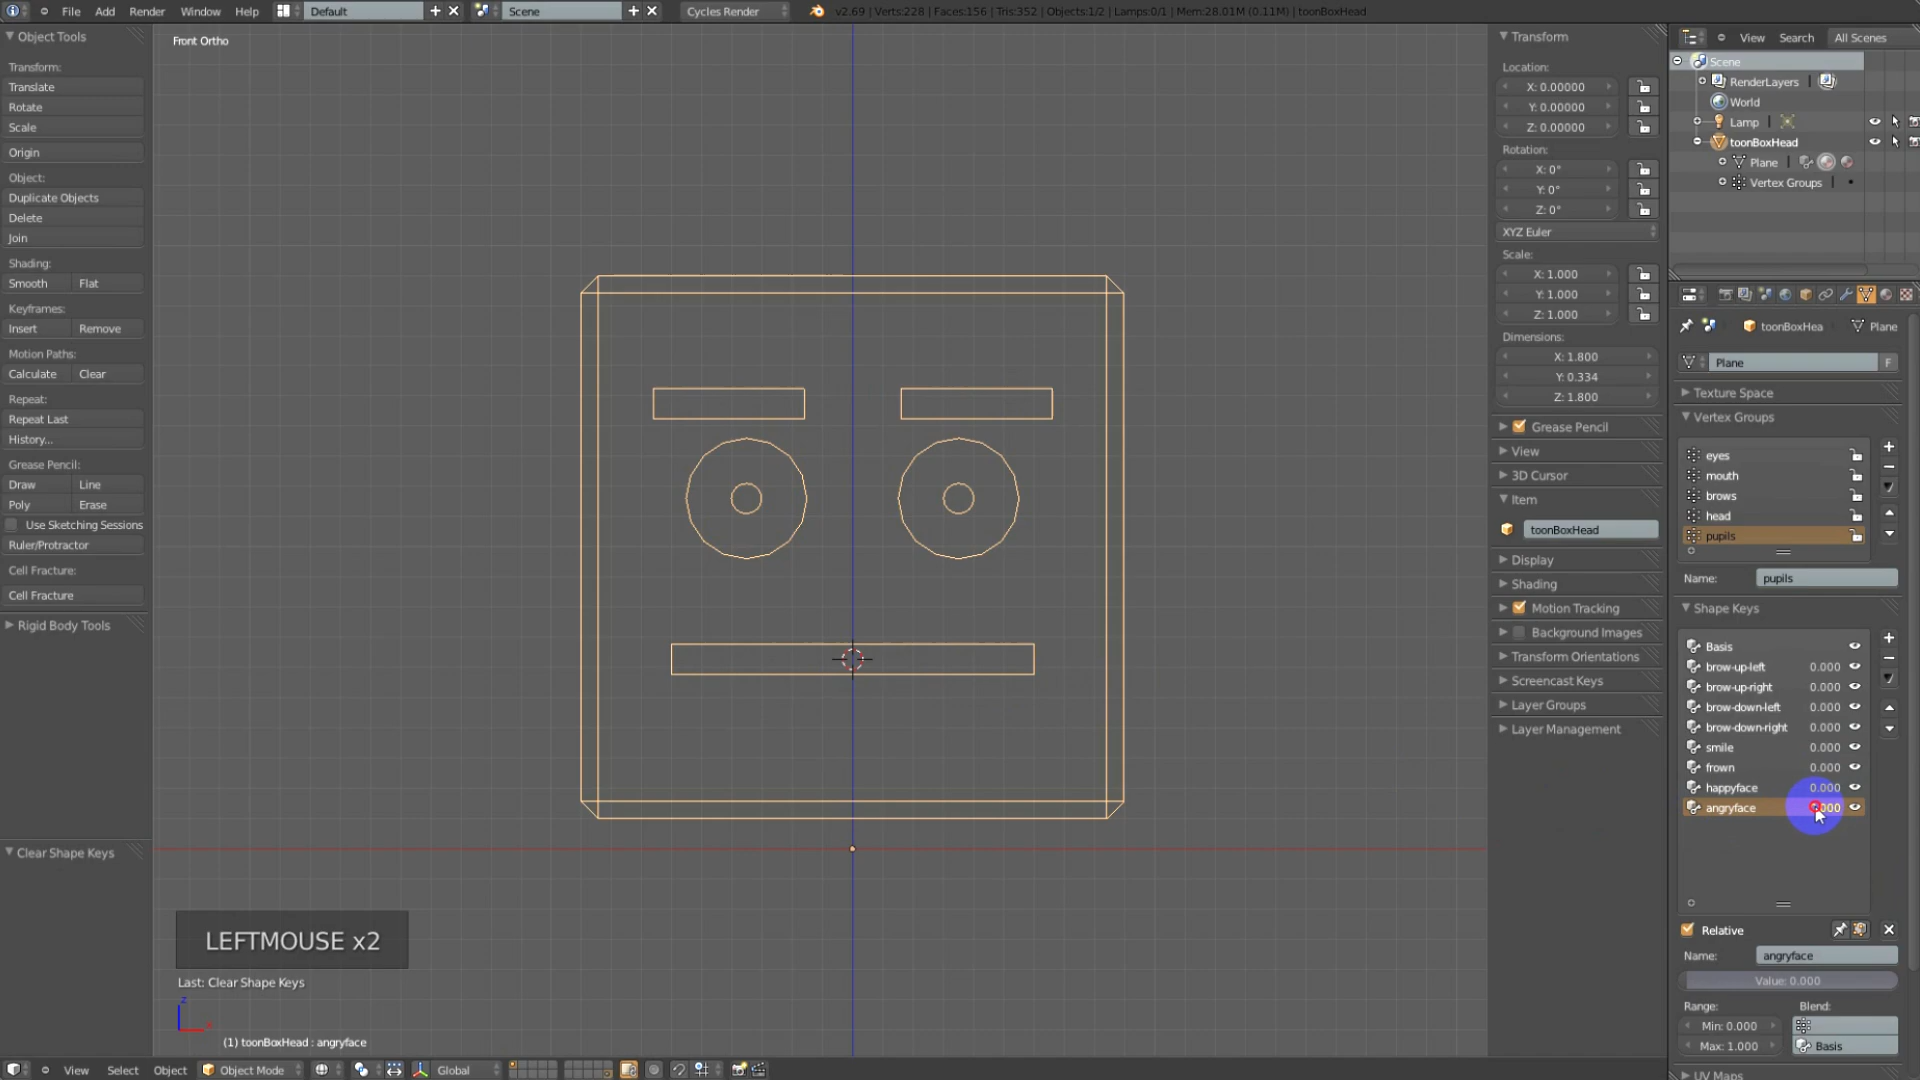 File Add Render Window Help Default Scene Cycles Render v2.69 | Verts:228 | Faces:156 | Tris:352 | Objects:1/2 | Lamps:0/1 | Mem:28.01M (0.11M) | toonBoxHead
Object Tools
Transform:
Translate
Rotate
Scale
Origin
Object:
Duplicate Objects
Delete
Join
Shading:
Smooth Flat
Keyframes:
Insert Remove
Motion Paths:
Calculate Clear
Repeat:
Repeat Last
History...
Grease Pencil:
Draw Line
Poly Erase
Use Sketching Sessions
Ruler/Protractor
Cell Fracture:
Cell Fracture
Rigid Body Tools
Clear Shape Keys
Front Ortho
LEFTMOUSE x2
Last: Clear Shape Keys
z
(1) toonBoxHead : angryface
View Select Object Object Mode Global
Transform
Location:
X: 0.00000
Y: 0.00000
Z: 0.00000
Rotation:
X: 0°
Y: 0°
Z: 0°
XYZ Euler
Scale:
X: 1.000
Y: 1.000
Z: 1.000
Dimensions:
X: 1.800
Y: 0.334
Z: 1.800
Grease Pencil
View
3D Cursor
Item
toonBoxHead
Display
Shading
Motion Tracking
Background Images
Transform Orientations
Screencast Keys
Layer Groups
Layer Management
View Search All Scenes
Scene
RenderLayers |
World
Lamp |
toonBoxHead
Plane |
Vertex Groups |
toonBoxHea Plane
Plane F
Texture Space
Vertex Groups
eyes
mouth
brows
head
pupils
Name: pupils
Shape Keys
Basis
brow-up-left 0.000
brow-up-right 0.000
brow-down-left 0.000
brow-down-right 0.000
smile 0.000
frown 0.000
happyface 0.000
angryface
Relative
Name: angryface
Value: 0.000
Range: Blend:
Min: 0.000
Max: 1.000 Basis
UV Maps